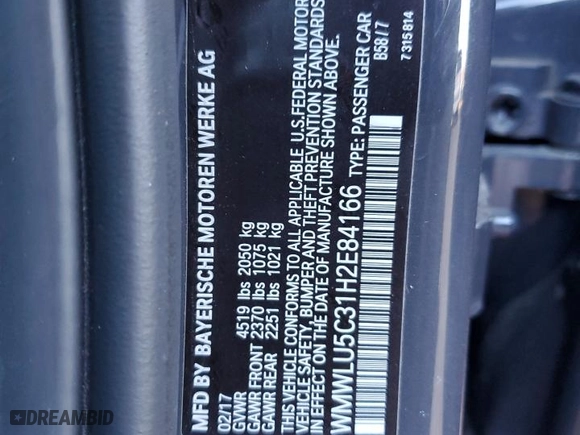 MFD BY BAYERISCHE MOTOREN WERKE AG
02/17
GVWR 4519 lbs 2050 kg
GAWR FRONT 2370 lbs 1075 kg
GAWR REAR 2251 lbs 1021 kg
THIS VEHICLE CONFORMS TO ALL APPLICABLE U.S. FEDERAL MOTOR
VEHICLE SAFETY, BUMPER AND THEFT PREVENTION STANDARDS
IN EFFECT ON THE DATE OF MANUFACTURE SHOWN ABOVE.
WMWLU5C31H2E84166 TYPE: PASSENGER CAR
B58/7
7 315 814
DREAMBID